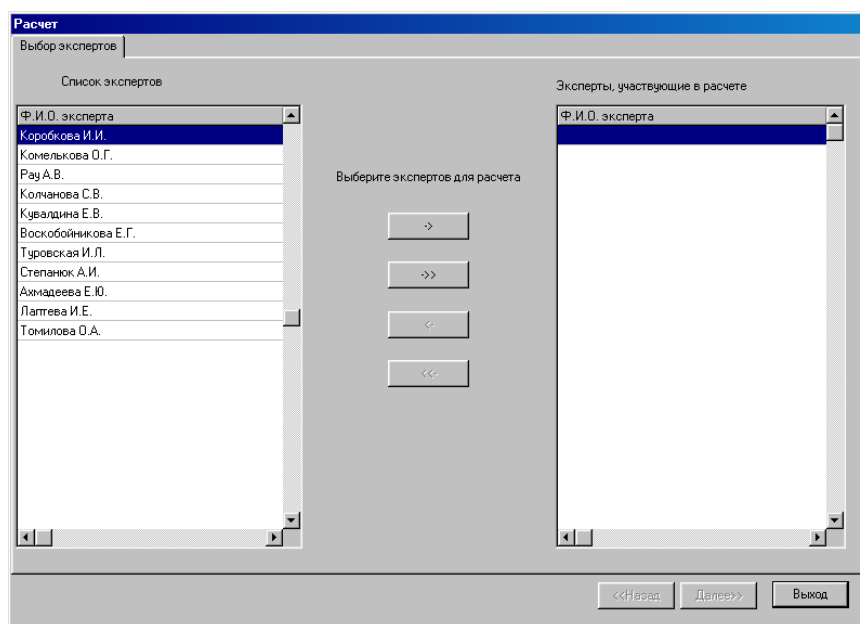 Расчет
Выбор экспертов
Список экспертов
Эксперты, участвующие в расчете
Ф.И.О. эксперта
Ф.И.О. эксперта
Коробкова И.И.
Комелькова О.Г.
Рау А.В.
Колчанова С.В.
Кувалдина Е.В.
Воскобойникова Е.Г.
Туровская И.Л.
Степанюк А.И.
Ахмадеева Е.Ю.
Лаптева И.Е.
Томилова О.А.
Выберите экспертов для расчета
->
->>
<-
<<-
<<Назад
Далее>>
Выход